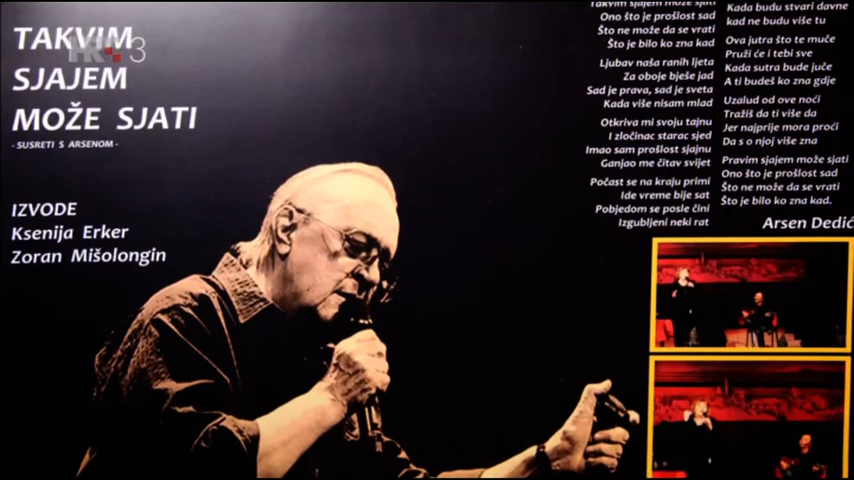 TAKVIM
SJAJEM
MOŽE SJATI
- SUSRETI S ARSENOM -
HRT 3
IZVODE
Ksenija Erker
Zoran Mišolongin
Takvim sjajem može sjati
Ono što je prošlost sad
Što ne može da se vrati
Što je bilo ko zna kad
Ljubav naša ranih ljeta
Za oboje bješe jad
Sad je prava, sad je sveta
Kada više nisam mlad
Otkriva mi svoju tajnu
I zločinac starac sjed
Imao sam prošlost sjajnu
Ganjao me čitav svijet
Počast se na kraju primi
Ide vreme bije sat
Pobjedom se posle čini
Izgubljeni neki rat
Kada budu stvari davne
kad ne budu više tu
Ova jutra što te muče
Pruži će i tebi sve
Kada sutra bude juče
A ti budeš ko zna gdje
Uzalud od ove noći
Tražiš da ti više da
Jer najprije mora proći
Da s o njoj više zna
Pravim sjajem možе sjati
Ono što je prošlost sad
Što ne može da se vrati
Što je bilo ko zna kad.
Arsen Dedić